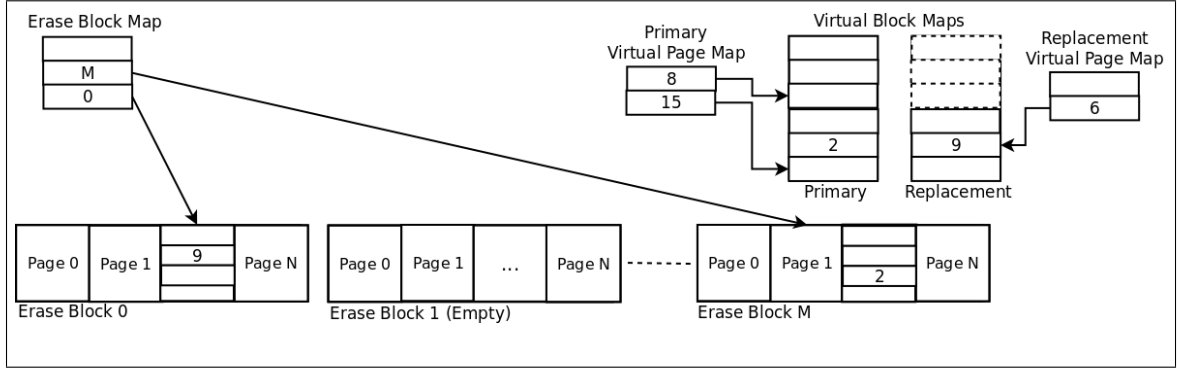 Erase Block Map
M
0
Primary
Virtual Page Map
8
15
Virtual Block Maps
2
9
Primary
Replacement
Replacement
Virtual Page Map
6
Page 0
Page 1
9
Page N
Erase Block 0
Page 0
Page 1
...
Page N
Erase Block 1 (Empty)
Page 0
Page 1
2
Page N
Erase Block M